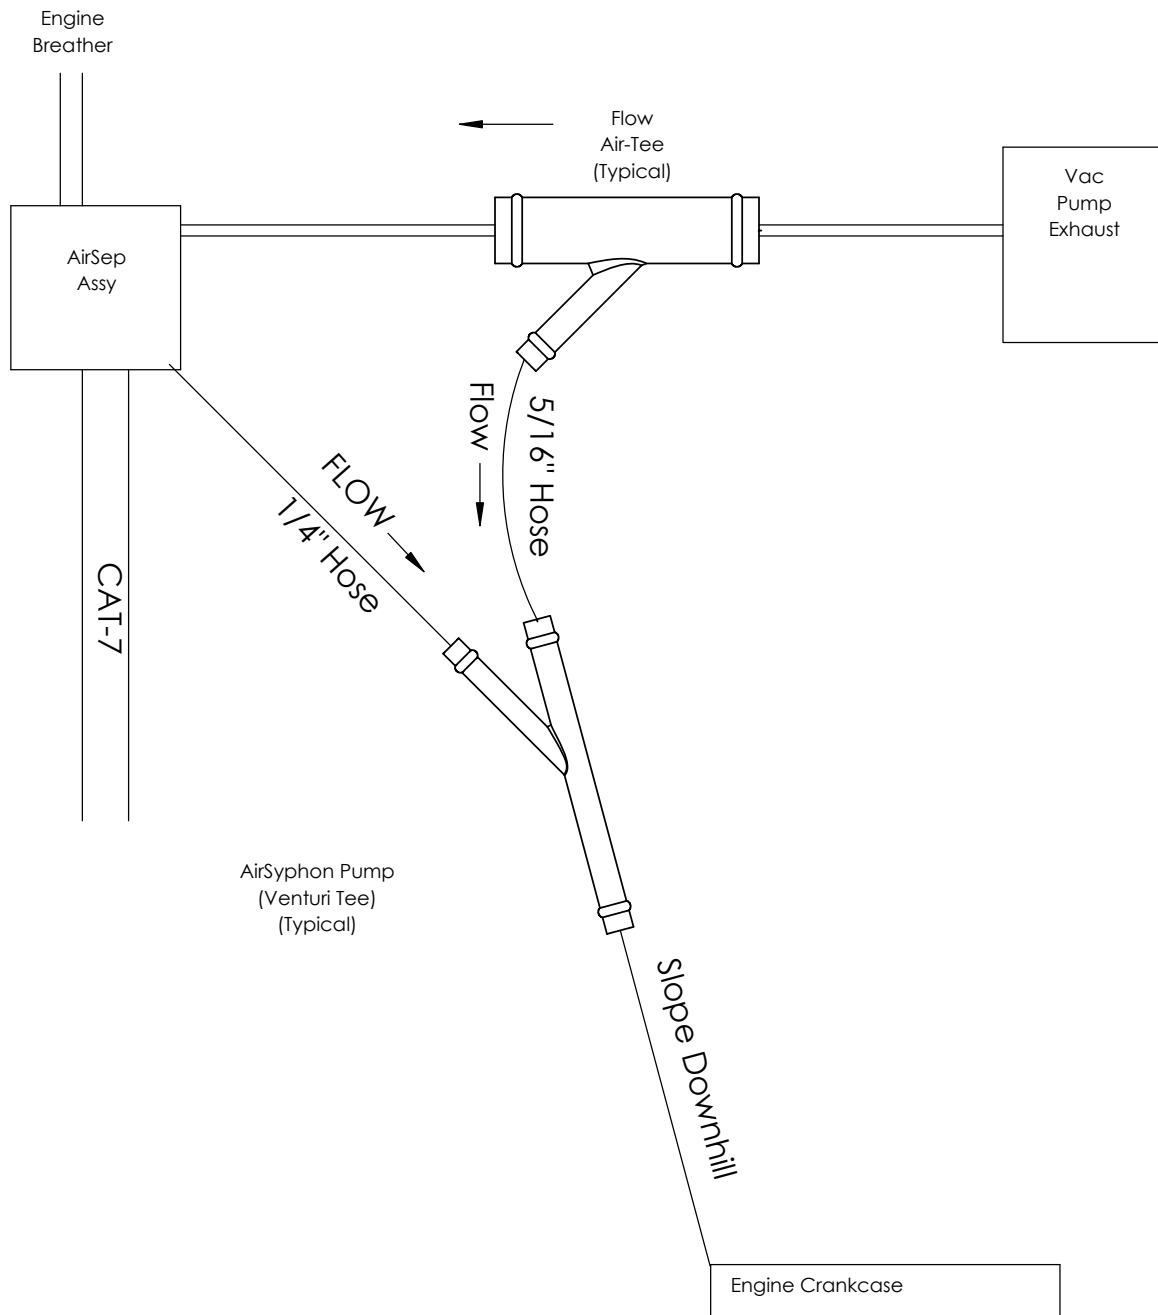 Engine
Breather
Flow
Air-Tee
(Typical)
Vac
Pump
Exhaust
AirSep
Assy
Flow
5/16" Hose
FLOW
1/4" Hose
CAT-7
AirSyphon Pump
(Venturi Tee)
(Typical)
Slope Downhill
Engine Crankcase